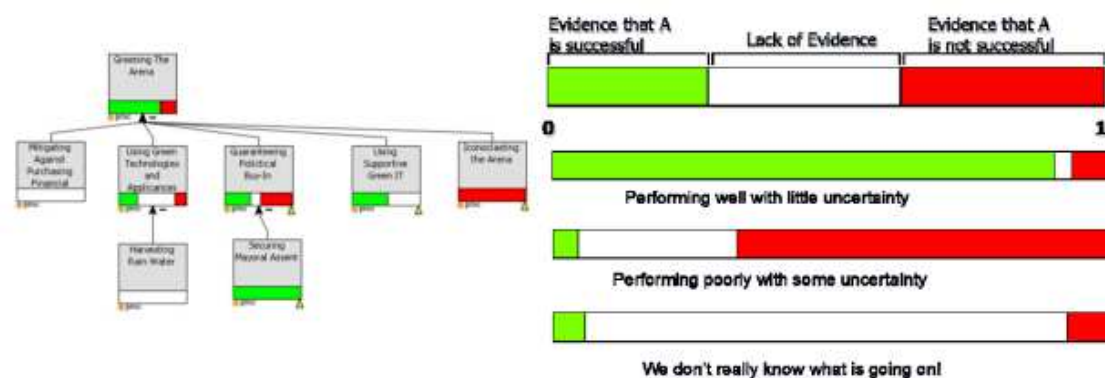 Greening The
Arena
Mitigating
Against
Purchasing
Financial
Using Green
Technologies
and
Applicances
Guaranteeing
Polictical
Buy-In
Using
Supportive
Green IT
Iconoclasting
the Arena
Harvesting
Rain Water
Securing
Mayoral Assent
Evidence that A
is successful
Lack of Evidence
Evidence that A
is not successful
0
1
Performing well with little uncertainty
Performing poorly with some uncertainty
We don't really know what is going on!